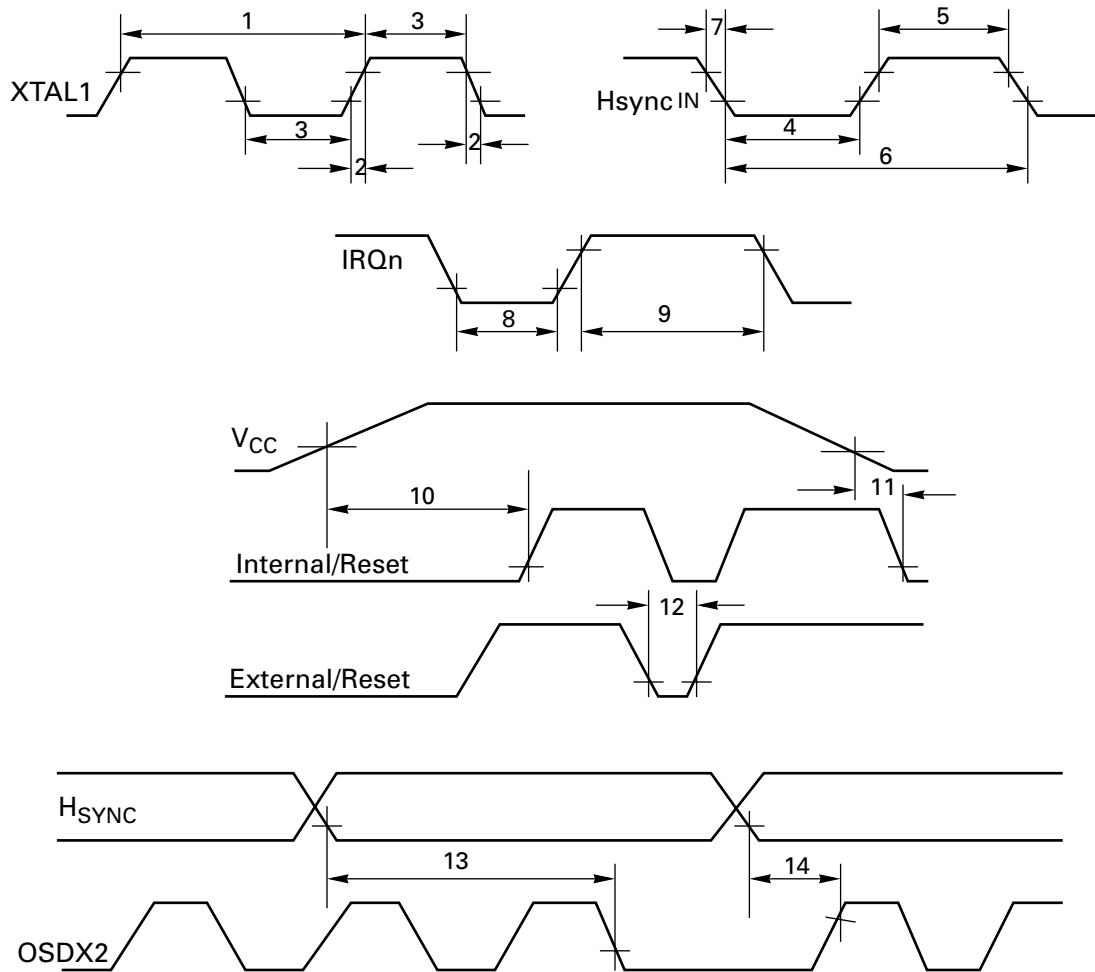 1
3
7
5
XTAL1
Hsync IN
3
2
2
4
6
IRQn
8
9
VCC
10
11
Internal/Reset
12
External/Reset
HSYNC
13
14
OSDX2